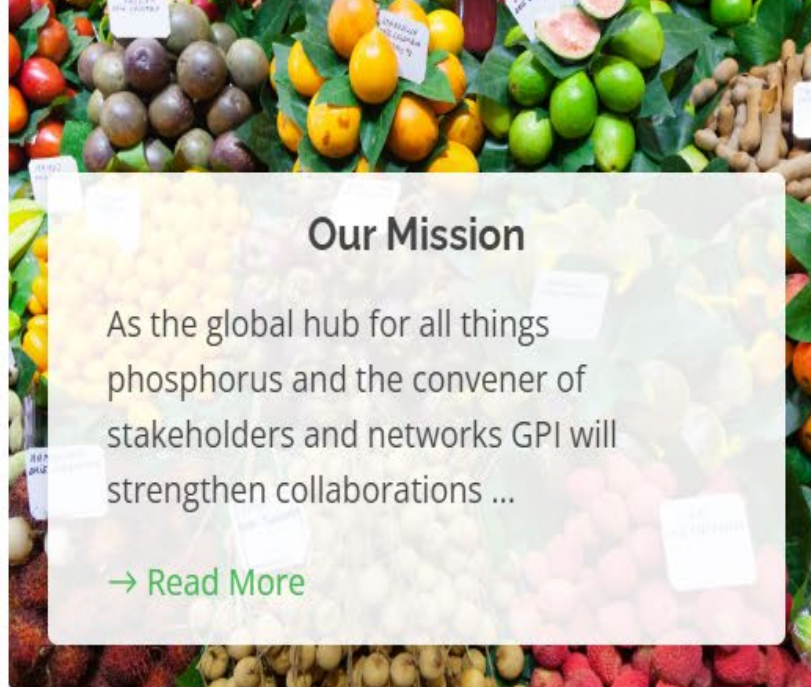 Our Mission
As the global hub for all things
phosphorus and the convener of
stakeholders and networks GPI will
strengthen collaborations ...
→ Read More